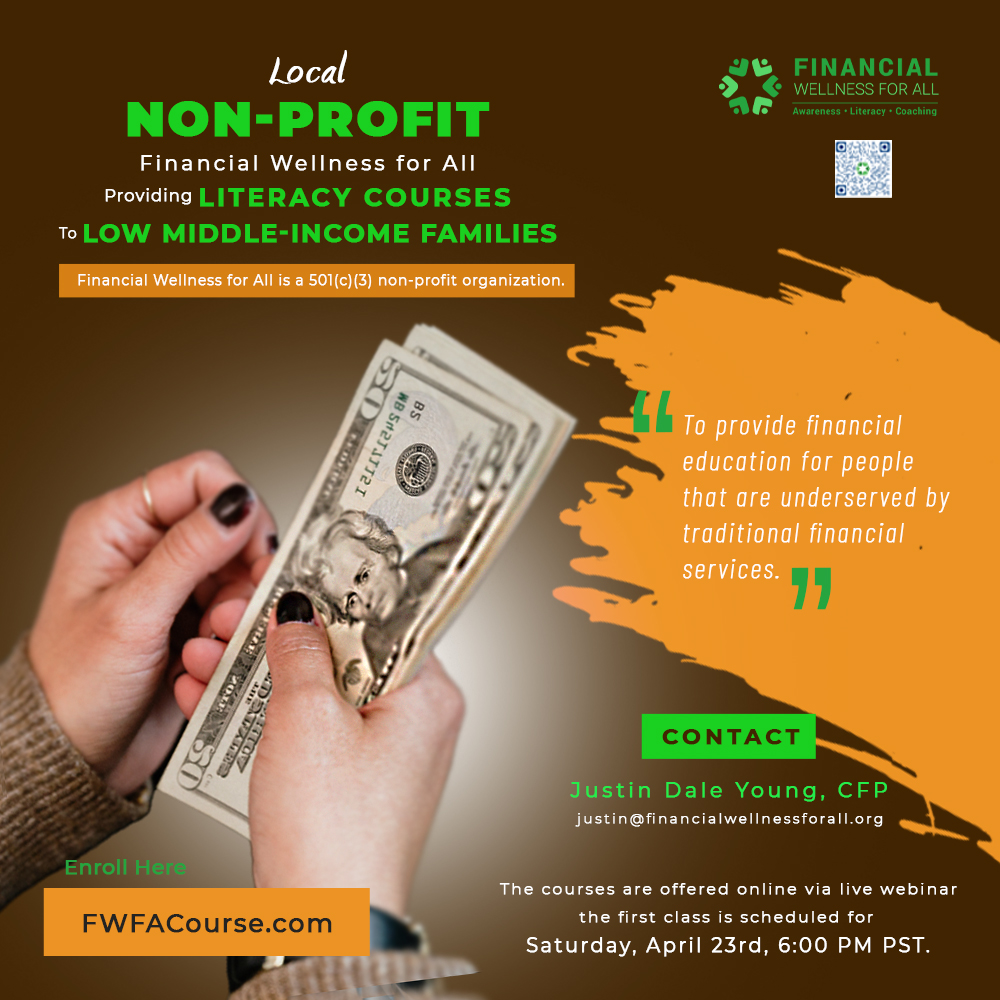 Local
NON-PROFIT
Financial Wellness for All
Providing LITERACY COURSES
To LOW MIDDLE-INCOME FAMILIES
Financial Wellness for All is a 501(c)(3) non-profit organization.
FINANCIAL
WELLNESS FOR ALL
Awareness • Literacy • Coaching
“To provide financial
education for people
that are underserved by
traditional financial
services.”
CONTACT
Justin Dale Young, CFP
justin@financialwellnessforall.org
Enroll Here
FWFACourse.com
The courses are offered online via live webinar
the first class is scheduled for
Saturday, April 23rd, 6:00 PM PST.